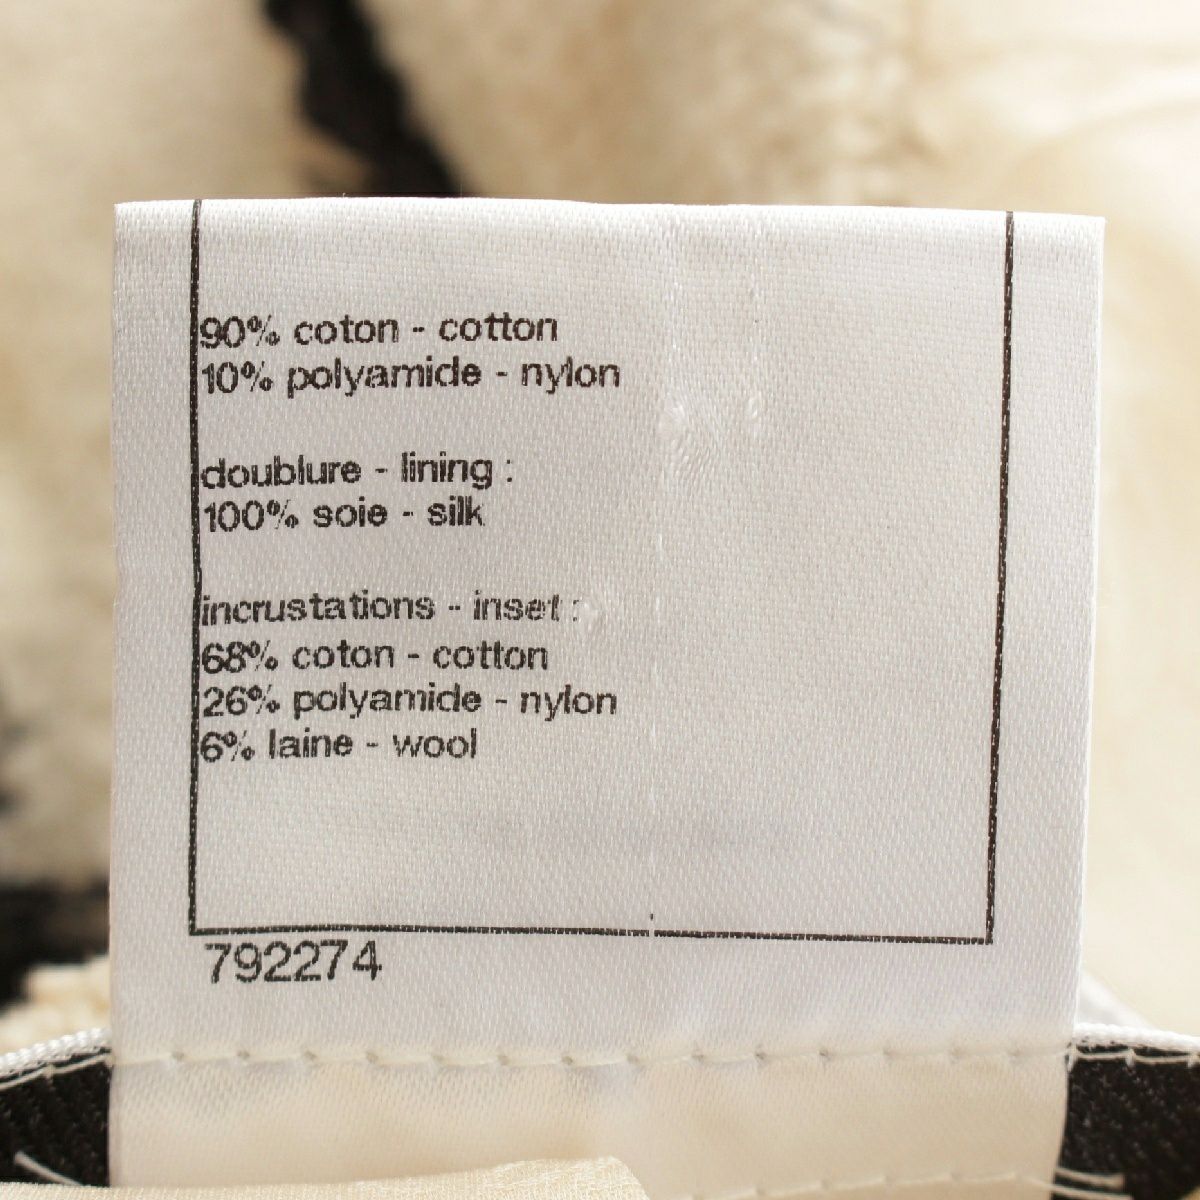 90% coton - cotton
10% polyamide - nylon
doublure - lining :
100% soie - silk
incrustations - inset :
68% coton - cotton
26% polyamide - nylon
6% laine - wool
792274